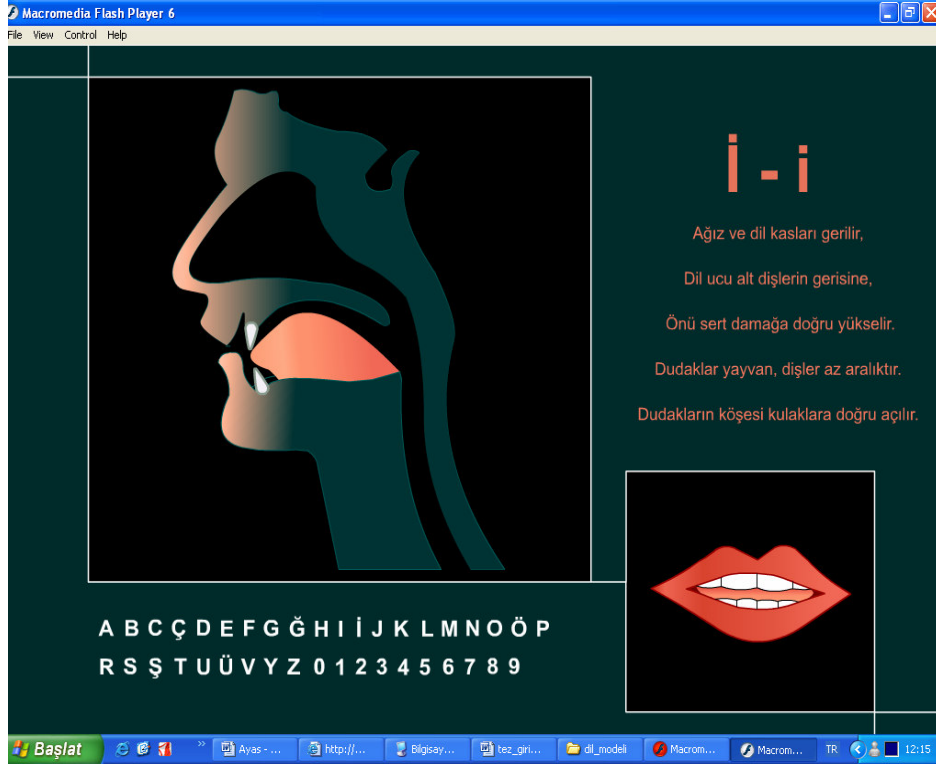 Macromedia Flash Player 6
File View Control Help
İ - i
Ağız ve dil kasları gerilir,
Dil ucu alt dişlerin gerisine,
Önü sert damağa doğru yükselir.
Dudaklar yayvan, dişler az aralıktır.
Dudakların köşesi kulaklara doğru açılır.
A B C Ç D E F G Ğ H I İ J K L M N O Ö P
R S Ş T U Ü V Y Z 0 1 2 3 4 5 6 7 8 9
Başlat » Ayas - ... http://... Bilgisay... tez_giri... dil_modeli Macrom... Macrom... TR 12:15